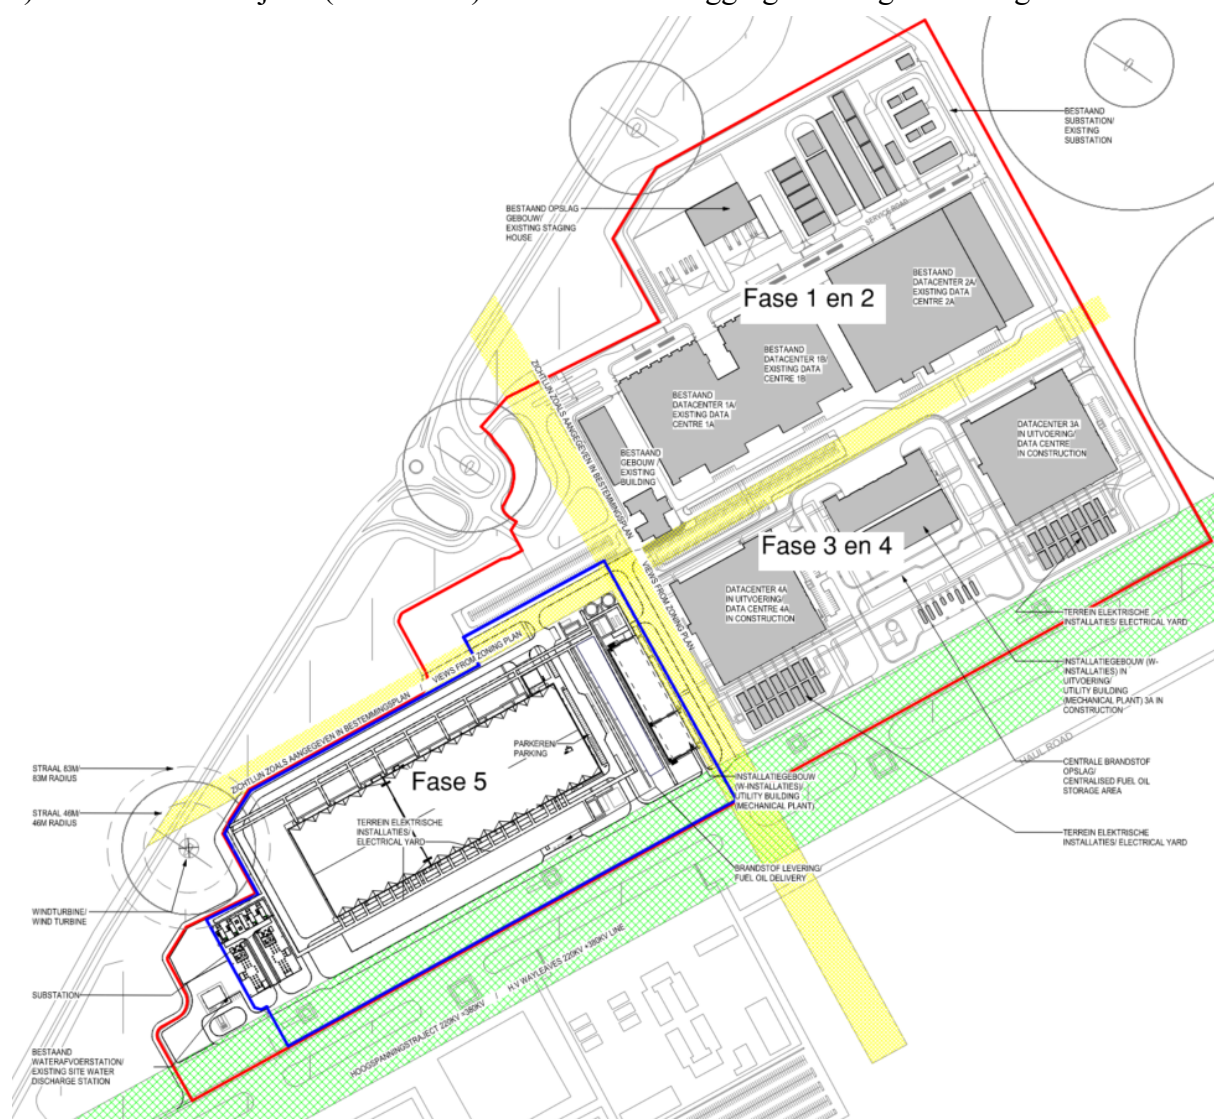 BESTAAND
SUBSTATION/
EXISTING
SUBSTATION
BESTAAND OPSLAG
GEBOUW/
EXISTING STAGING
HOUSE
SERVICE ROAD
BESTAAND
DATACENTER 2A/
EXISTING DATA
CENTRE 2A
Fase 1 en 2
BESTAAND
DATACENTER 1B/
EXISTING DATA
CENTRE 1B
BESTAAND
DATACENTER 1A/
EXISTING DATA
CENTRE 1A
ZICHTLIJN ZOALS AANGEGEVEN IN BESTEMMINGSPLAN
VIEWS FROM ZONING PLAN
BESTAAND
GEBOUW /
EXISTING
BUILDING
DATACENTER 3A
IN UITVOERING/
DATA CENTRE
IN CONSTRUCTION
Fase 3 en 4
DATACENTER 4A
IN UITVOERING/
DATA CENTRE 4A
IN CONSTRUCTION
TERREIN ELEKTRISCHE
INSTALLATIES/ ELECTRICAL YARD
INSTALLATIEGEBOUW (W-
INSTALLATIES) IN
UITVOERING/
UTILITY BUILDING
(MECHANICAL PLANT) 3A IN
CONSTRUCTION
HAUL ROAD
CENTRALE BRANDSTOF
OPSLAG/
CENTRALISED FUEL OIL
STORAGE AREA
TERREIN ELEKTRISCHE
INSTALLATIES/ ELECTRICAL YARD
ZICHTLIJN ZOALS AANGEGEVEN IN BESTEMMINGSPLAN / VIEWS FROM ZONING PLAN
PARKEREN/
PARKING
Fase 5
STRAAL 83M/
83M RADIUS
STRAAL 46M/
46M RADIUS
TERREIN ELEKTRISCHE
INSTALLATIES/
ELECTRICAL YARD
INSTALLATIEGEBOUW
(W-INSTALLATIES)/
UTILITY BUILDING
(MECHANICAL PLANT)
BRANDSTOF LEVERING/
FUEL OIL DELIVERY
WINDTURBINE/
WIND TURBINE
SUBSTATION
HOOGSPANNINGSTRAJECT 220KV +380KV / H.V WAYLEAVES 220KV +380KV LINE
BESTAAND
WATERAFVOERSTATION/
EXISTING SITE WATER
DISCHARGE STATION